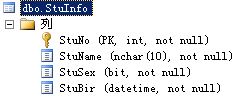 dbo.StuInfo
列
StuNo (PK, int, not null)
StuName (nchar(10), not null)
StuSex (bit, not null)
StuBir (datetime, not null)